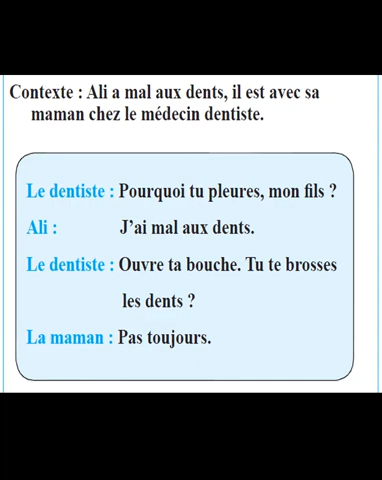 Contexte : Ali a mal aux dents, il est avec sa
maman chez le médecin dentiste.
Le dentiste : Pourquoi tu pleures, mon fils ?
Ali : J'ai mal aux dents.
Le dentiste : Ouvre ta bouche. Tu te brosses
les dents ?
La maman : Pas toujours.